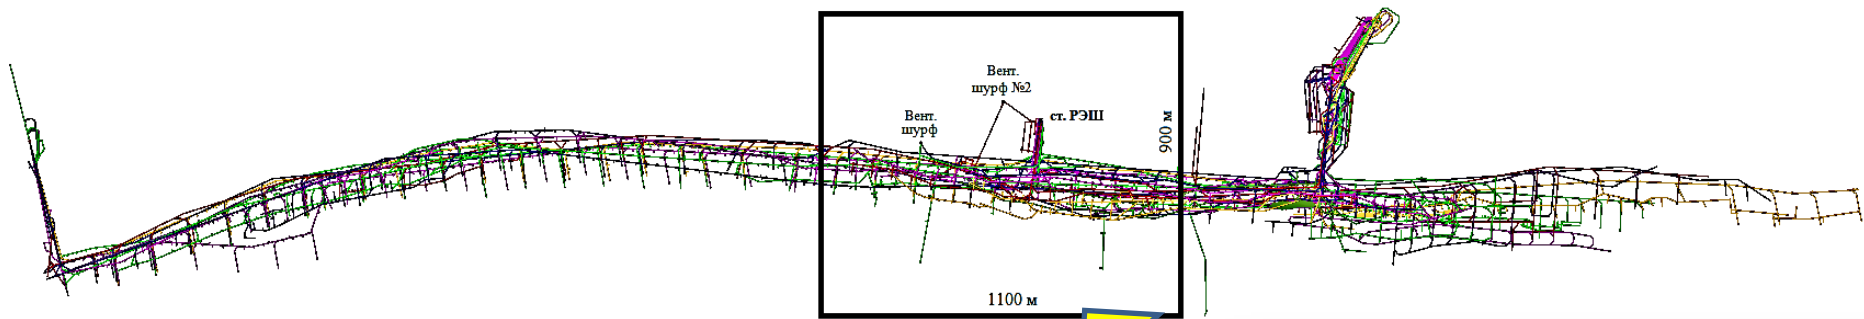 Вент.
шурф №2
Вент.
шурф
ст. РЭШ
900 м
1100 м